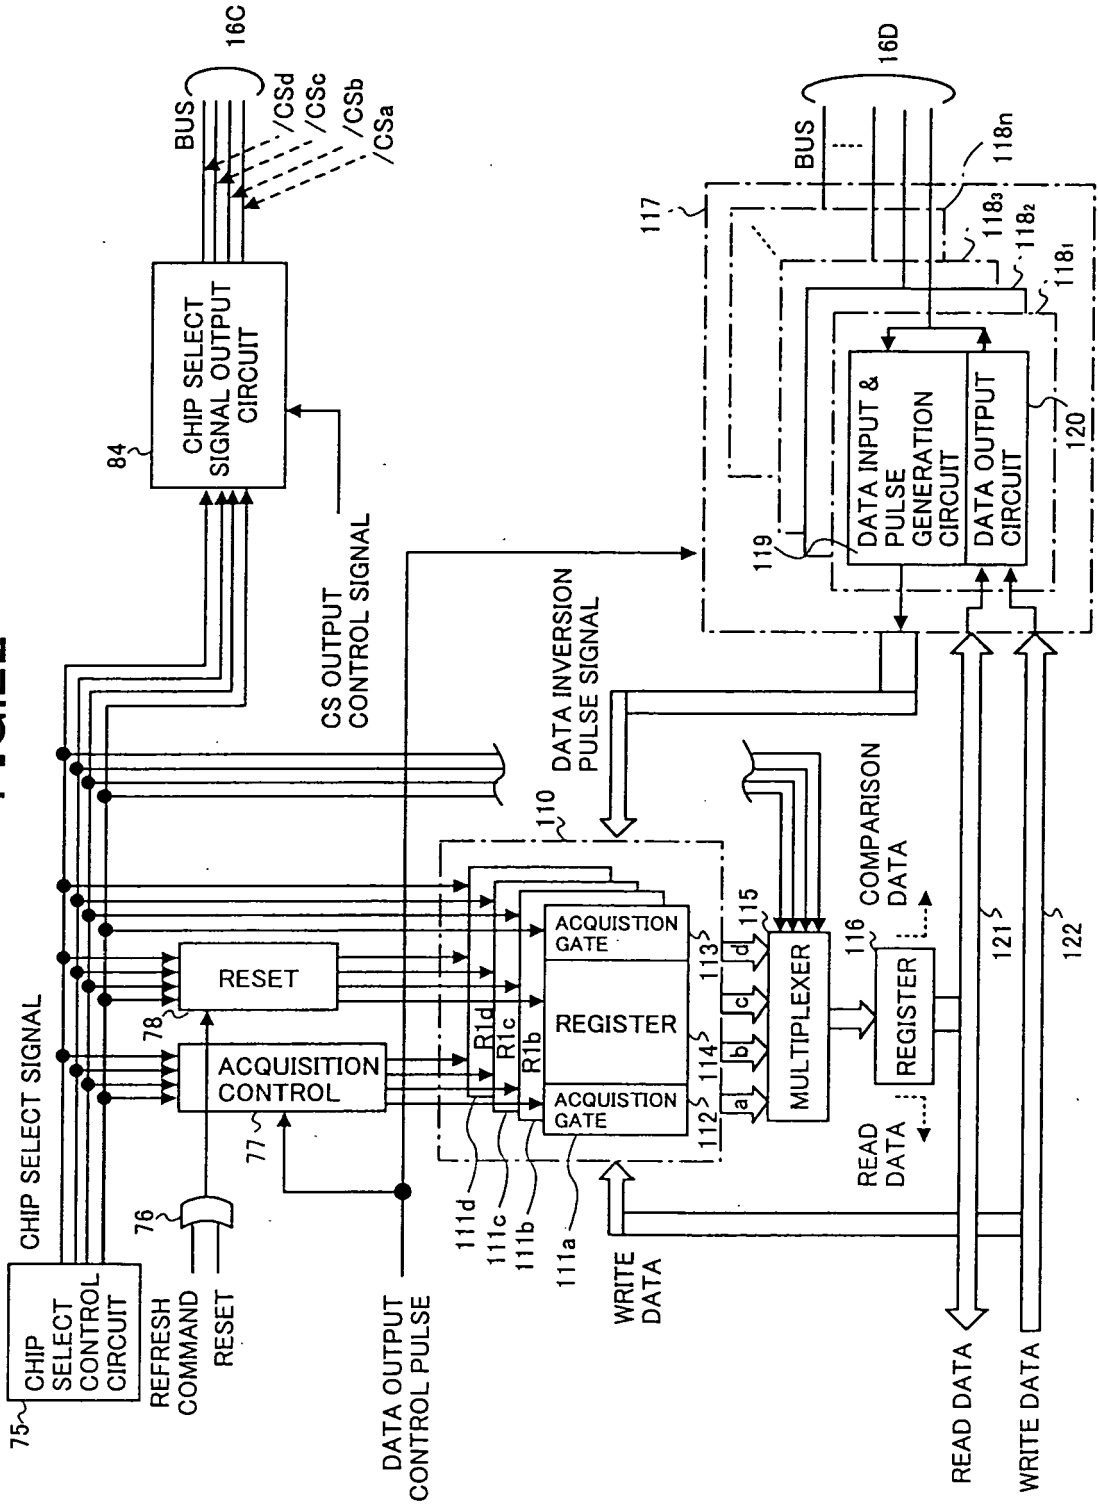 75
CHIP
SELECT
CONTROL
CIRCUIT
CHIP SELECT SIGNAL
REFRESH
COMMAND
RESET
76
77
ACQUISITION
CONTROL
78
RESET
84
CHIP SELECT
SIGNAL OUTPUT
CIRCUIT
BUS
16C
/CSd
/CSc
/CSb
/CSa
CS OUTPUT
CONTROL SIGNAL
DATA OUTPUT
CONTROL PULSE
111d
111c
111b
111a
110
R1d
R1c
R1b
ACQUISTION
GATE
REGISTER
ACQUISTION
GATE
112
114
113
DATA INVERSION
PULSE SIGNAL
WRITE
DATA
a
b
c
d
115
MULTIPLEXER
116
REGISTER
READ
DATA
COMPARISON
DATA
READ DATA
121
WRITE DATA
122
117
BUS
16D
118n
118₃
118₂
118₁
119
DATA INPUT &
PULSE
GENERATION
CIRCUIT
DATA OUTPUT
CIRCUIT
120